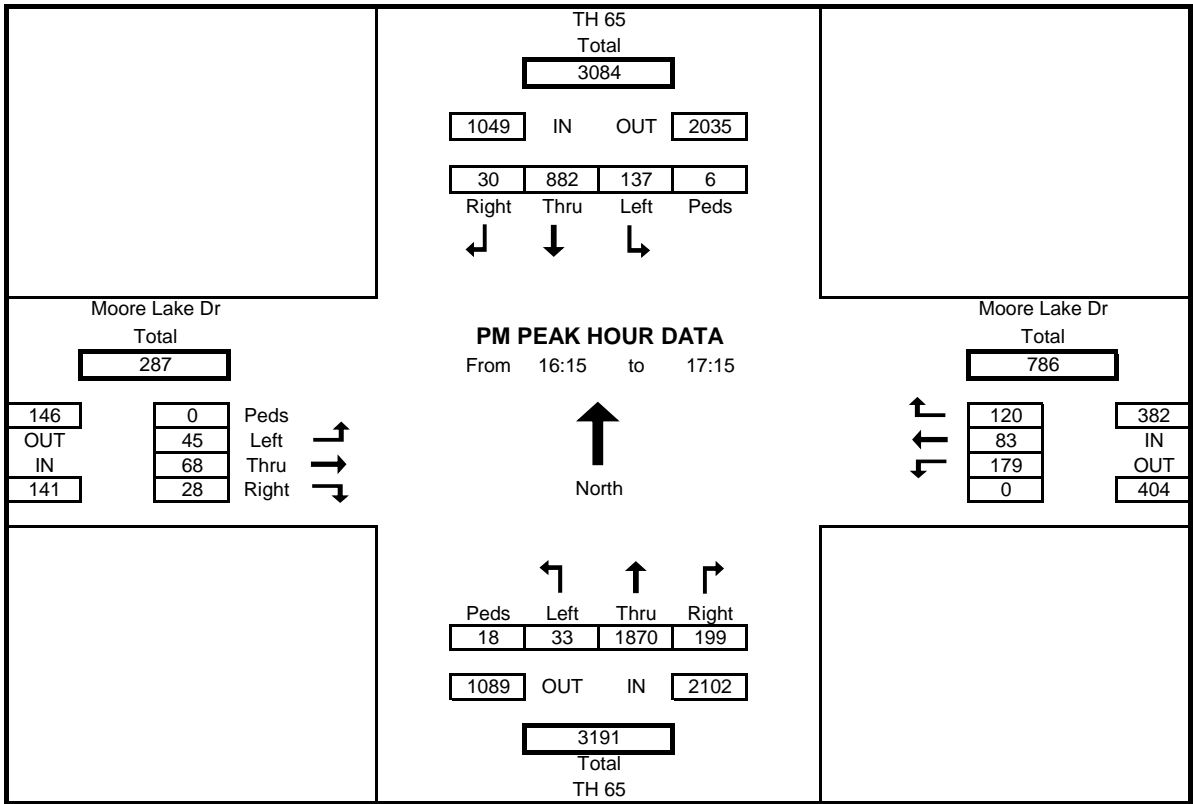 TH 65
Total
3084
1049 IN OUT 2035
30 882 137 6
Right Thru Left Peds
Moore Lake Dr
Total
287
146 0 Peds
OUT 45 Left
IN 68 Thru
141 28 Right
PM PEAK HOUR DATA
From 16:15 to 17:15
North
Moore Lake Dr
Total
786
120 382
83 IN
179 OUT
0 404
Peds Left Thru Right
18 33 1870 199
1089 OUT IN 2102
3191
Total
TH 65